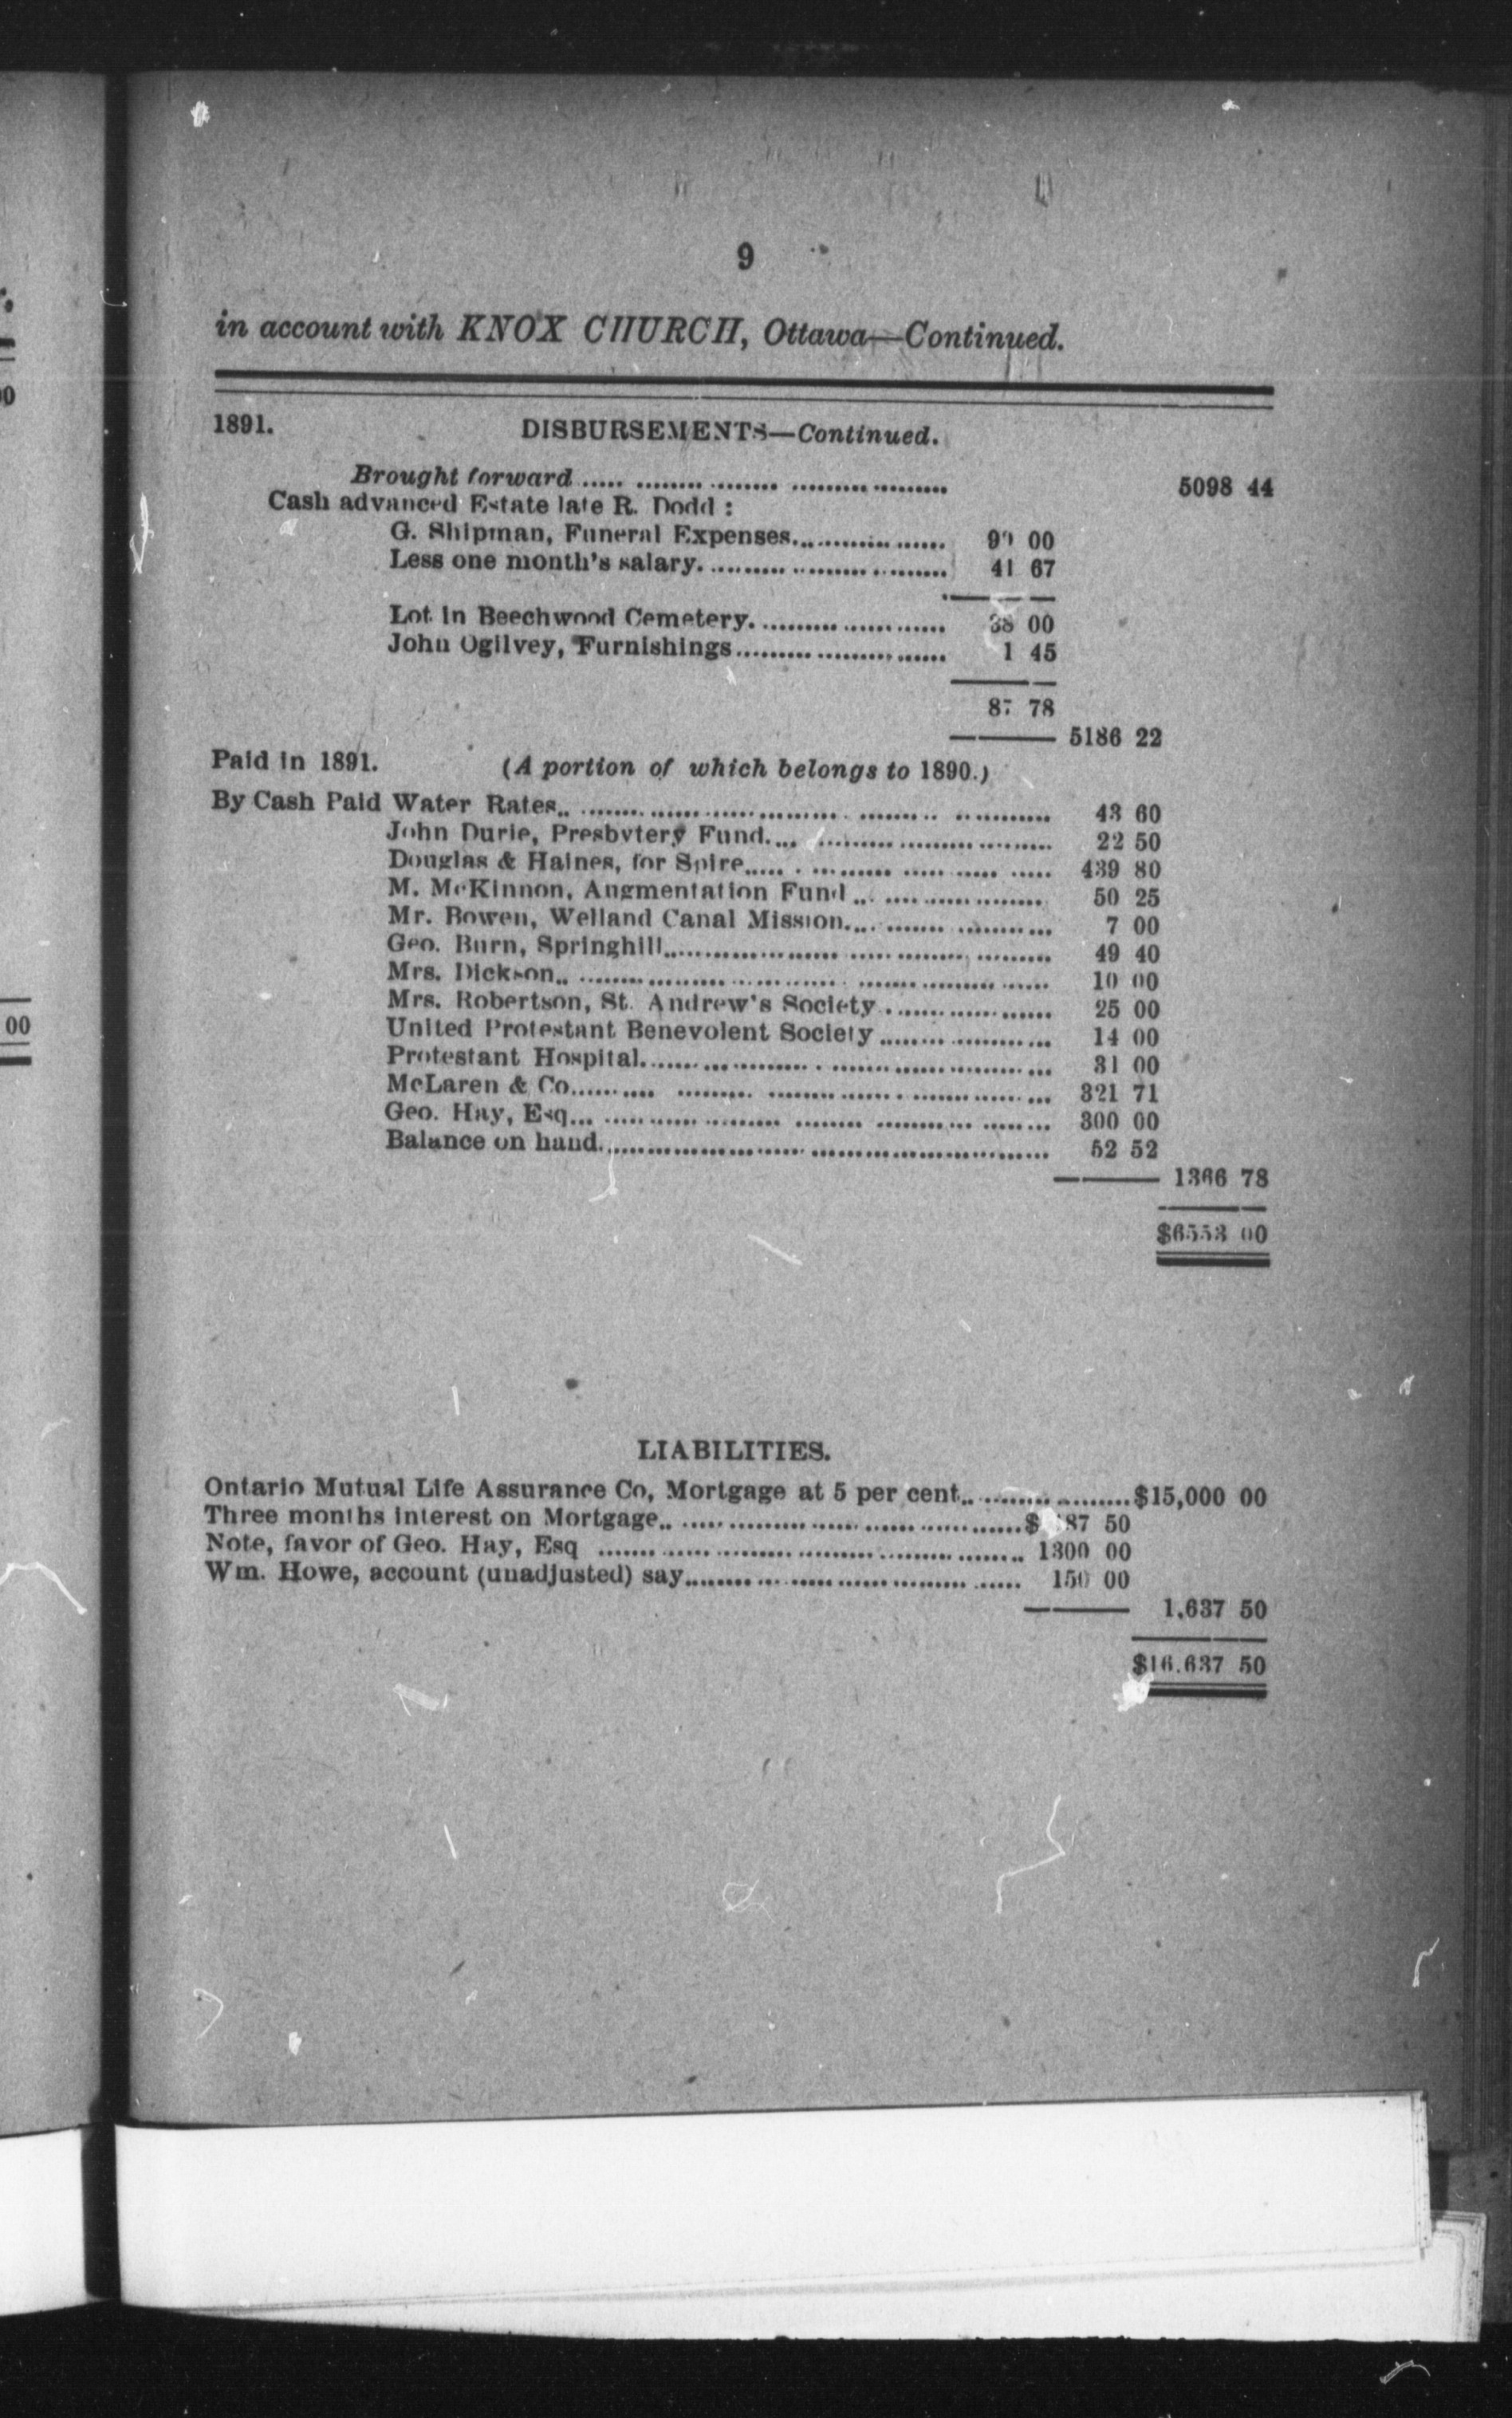 00
00
9
in account with KNOX CHURCH, Ottawa—Continued.
1891. DISBURSEMENTS—Continued.
Brought forward 5098 44
Cash advanced Estate late R. Dodd :
G. Shipman, Funeral Expenses 90 00
Less one month's salary 41 67
Lot in Beechwood Cemetery 38 00
John Ogilvey, Furnishings 1 45
87 78
5186 22
Paid in 1891. (A portion of which belongs to 1890.)
By Cash Paid Water Rates 43 60
John Durie, Presbytery Fund 22 50
Douglas & Haines, for Spire 439 80
M. McKinnon, Augmentation Fund 50 25
Mr. Bowen, Welland Canal Mission 7 00
Geo. Burn, Springhill 49 40
Mrs. Dickson 10 00
Mrs. Robertson, St. Andrew's Society 25 00
United Protestant Benevolent Society 14 00
Protestant Hospital 31 00
McLaren & Co 321 71
Geo. Hay, Esq 300 00
Balance on hand 52 52
1366 78
$6553 00
LIABILITIES.
Ontario Mutual Life Assurance Co, Mortgage at 5 per cent $15,000 00
Three months interest on Mortgage $ 187 50
Note, favor of Geo. Hay, Esq 1300 00
Wm. Howe, account (unadjusted) say 150 00
1,637 50
$16,637 50